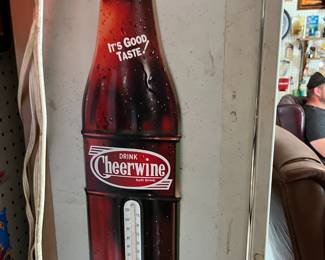 IT'S GOOD
TASTE!
DRINK
Cheerwine